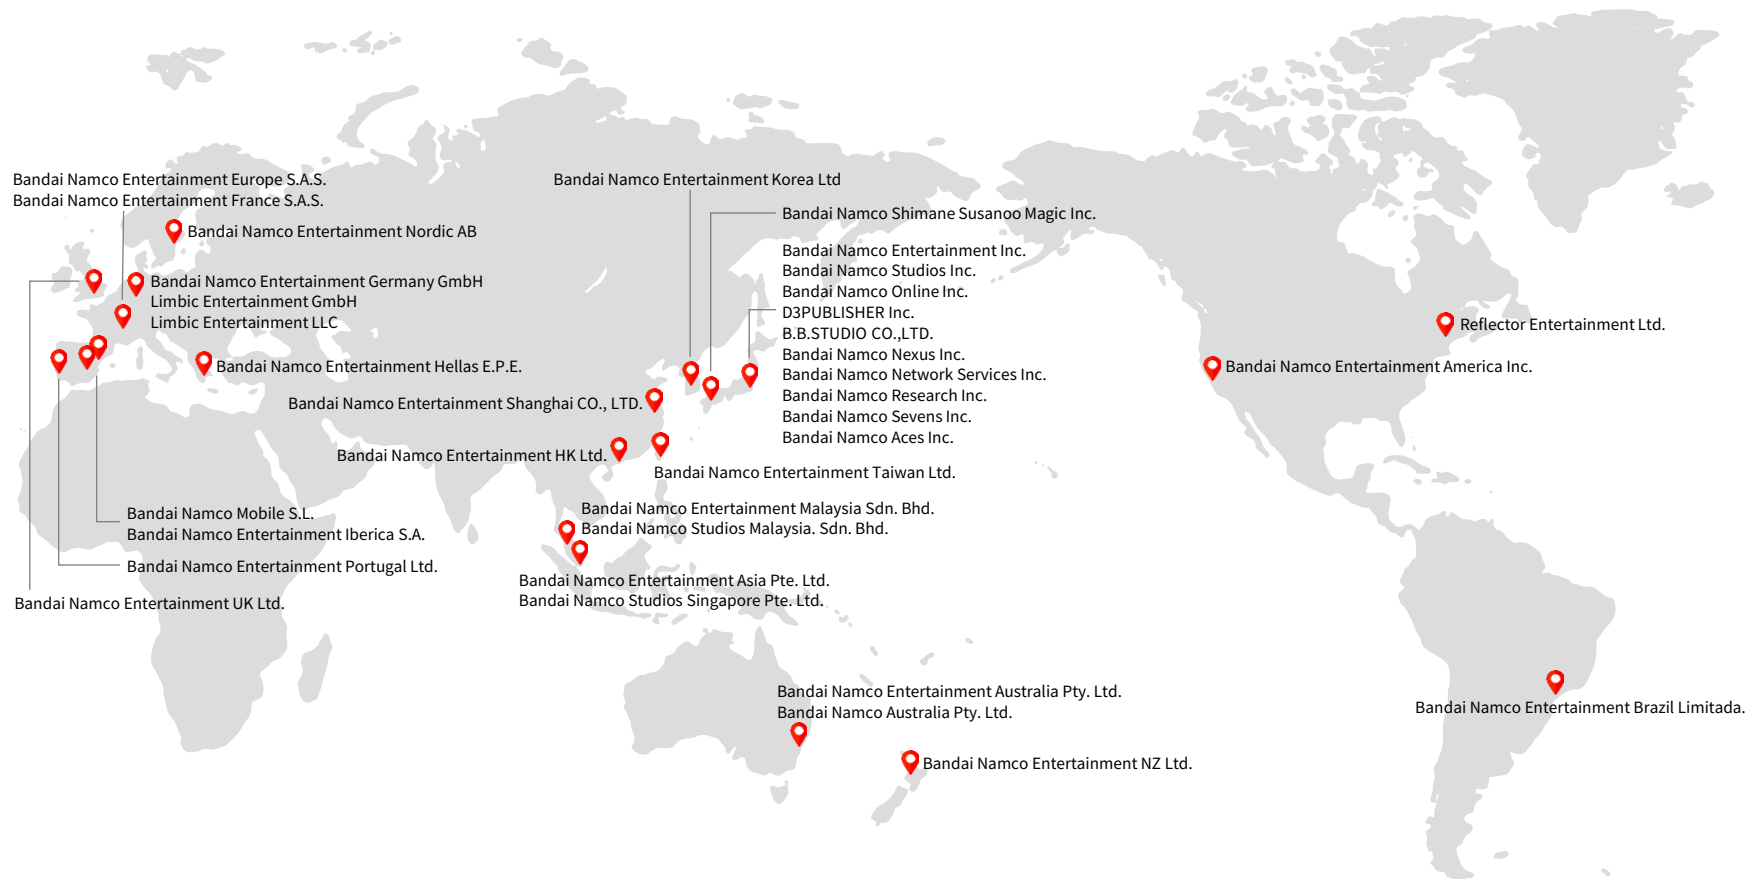 Bandai Namco Entertainment Europe S.A.S.
Bandai Namco Entertainment France S.A.S.
Bandai Namco Entertainment Nordic AB
Bandai Namco Entertainment Germany GmbH
Limbic Entertainment GmbH
Limbic Entertainment LLC
Bandai Namco Entertainment Hellas E.P.E.
Bandai Namco Mobile S.L.
Bandai Namco Entertainment Iberica S.A.
Bandai Namco Entertainment Portugal Ltd.
Bandai Namco Entertainment UK Ltd.
Bandai Namco Entertainment Korea Ltd
Bandai Namco Shimane Susanoo Magic Inc.
Bandai Namco Entertainment Inc.
Bandai Namco Studios Inc.
Bandai Namco Online Inc.
D3PUBLISHER Inc.
B.B.STUDIO CO.,LTD.
Bandai Namco Nexus Inc.
Bandai Namco Network Services Inc.
Bandai Namco Research Inc.
Bandai Namco Sevens Inc.
Bandai Namco Aces Inc.
Bandai Namco Entertainment Shanghai CO., LTD.
Bandai Namco Entertainment HK Ltd.
Bandai Namco Entertainment Taiwan Ltd.
Bandai Namco Entertainment Malaysia Sdn. Bhd.
Bandai Namco Studios Malaysia. Sdn. Bhd.
Bandai Namco Entertainment Asia Pte. Ltd.
Bandai Namco Studios Singapore Pte. Ltd.
Bandai Namco Entertainment Australia Pty. Ltd.
Bandai Namco Australia Pty. Ltd.
Bandai Namco Entertainment NZ Ltd.
Reflector Entertainment Ltd.
Bandai Namco Entertainment America Inc.
Bandai Namco Entertainment Brazil Limitada.